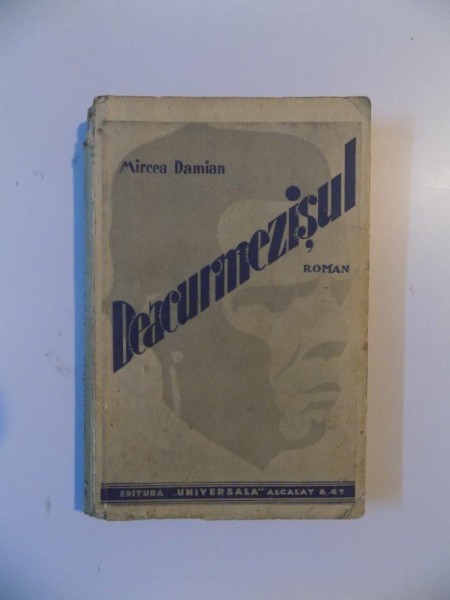 Mircea Damian
Deacurmezișul
ROMAN
EDITURA „UNIVERSALA” ALCALAY & Cº